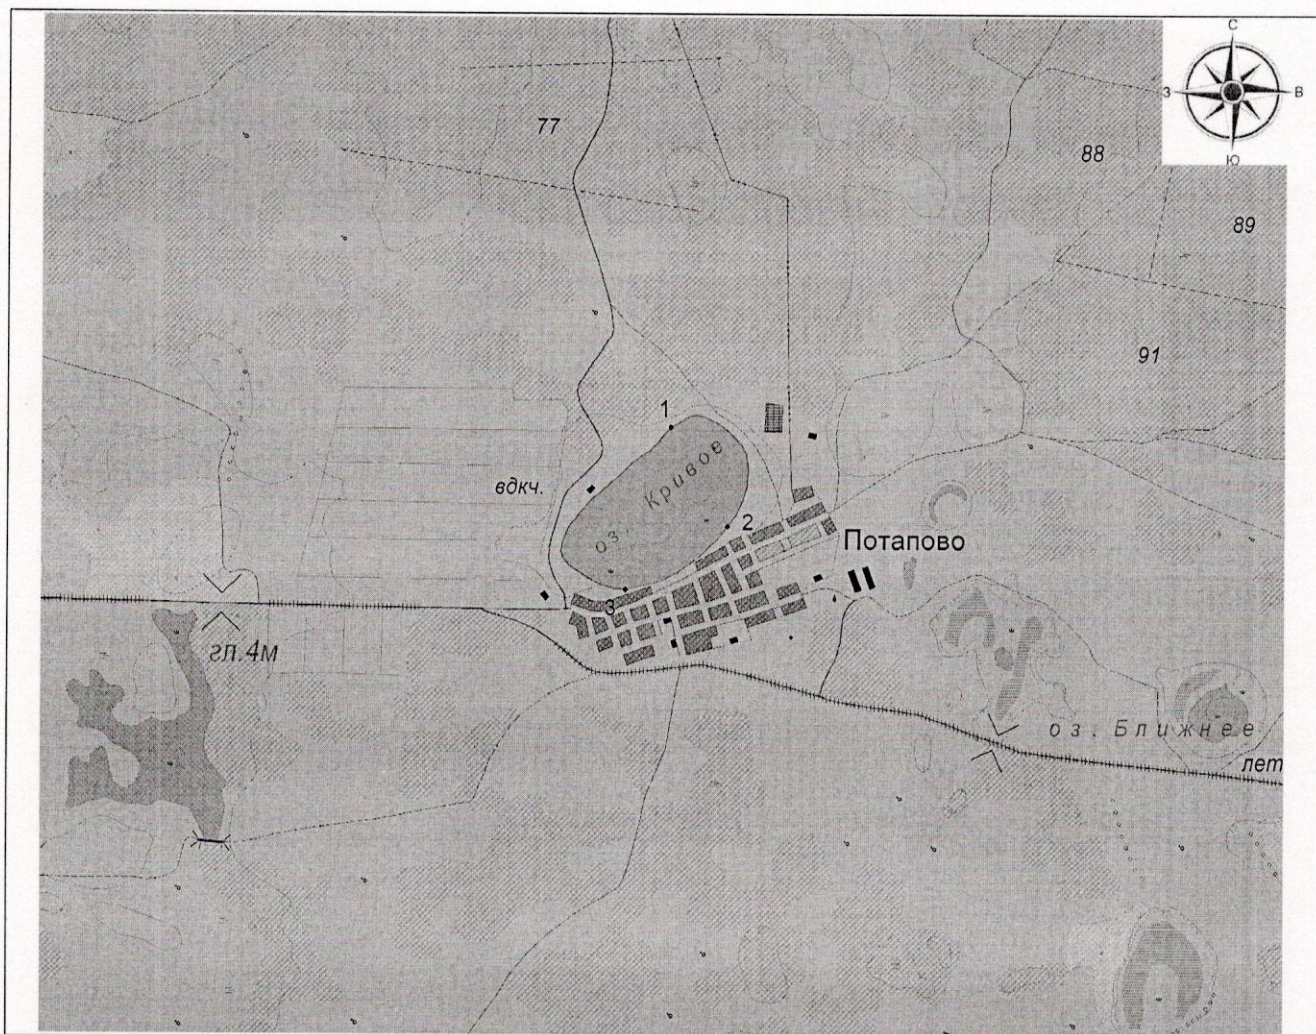 С
З
В
Ю
77
88
89
91
1
оз. Кривое
вдкч.
2
Потапово
3
гл.4м
оз. Ближнее
лет